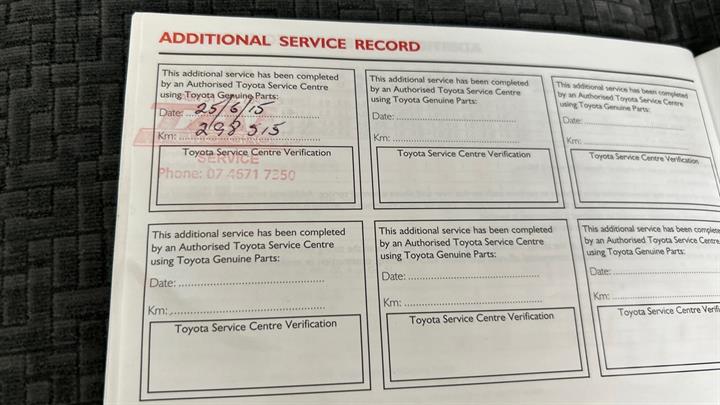 ADDITIONAL SERVICE RECORD
This additional service has been completed
by an Authorised Toyota Service Centre
using Toyota Genuine Parts:
Date: 25/6/15
Km: 298 515
Toyota Service Centre Verification
SERVICE
Phone: 07 4671 7350
This additional service has been completed
by an Authorised Toyota Service Centre
using Toyota Genuine Parts:
Date:
Km:
Toyota Service Centre Verification
This additional service has been completed
by an Authorised Toyota Service Centre
using Toyota Genuine Parts:
Date:
Km:
Toyota Service Centre Verification
This additional service has been completed
by an Authorised Toyota Service Centre
using Toyota Genuine Parts:
Date:
Km:
Toyota Service Centre Verification
This additional service has been completed
by an Authorised Toyota Service Centre
using Toyota Genuine Parts:
Date:
Km:
Toyota Service Centre Verification
This additional service has been complete
by an Authorised Toyota Service Centre
using Toyota Genuine Parts:
Date:
Km:
Toyota Service Centre Verifi